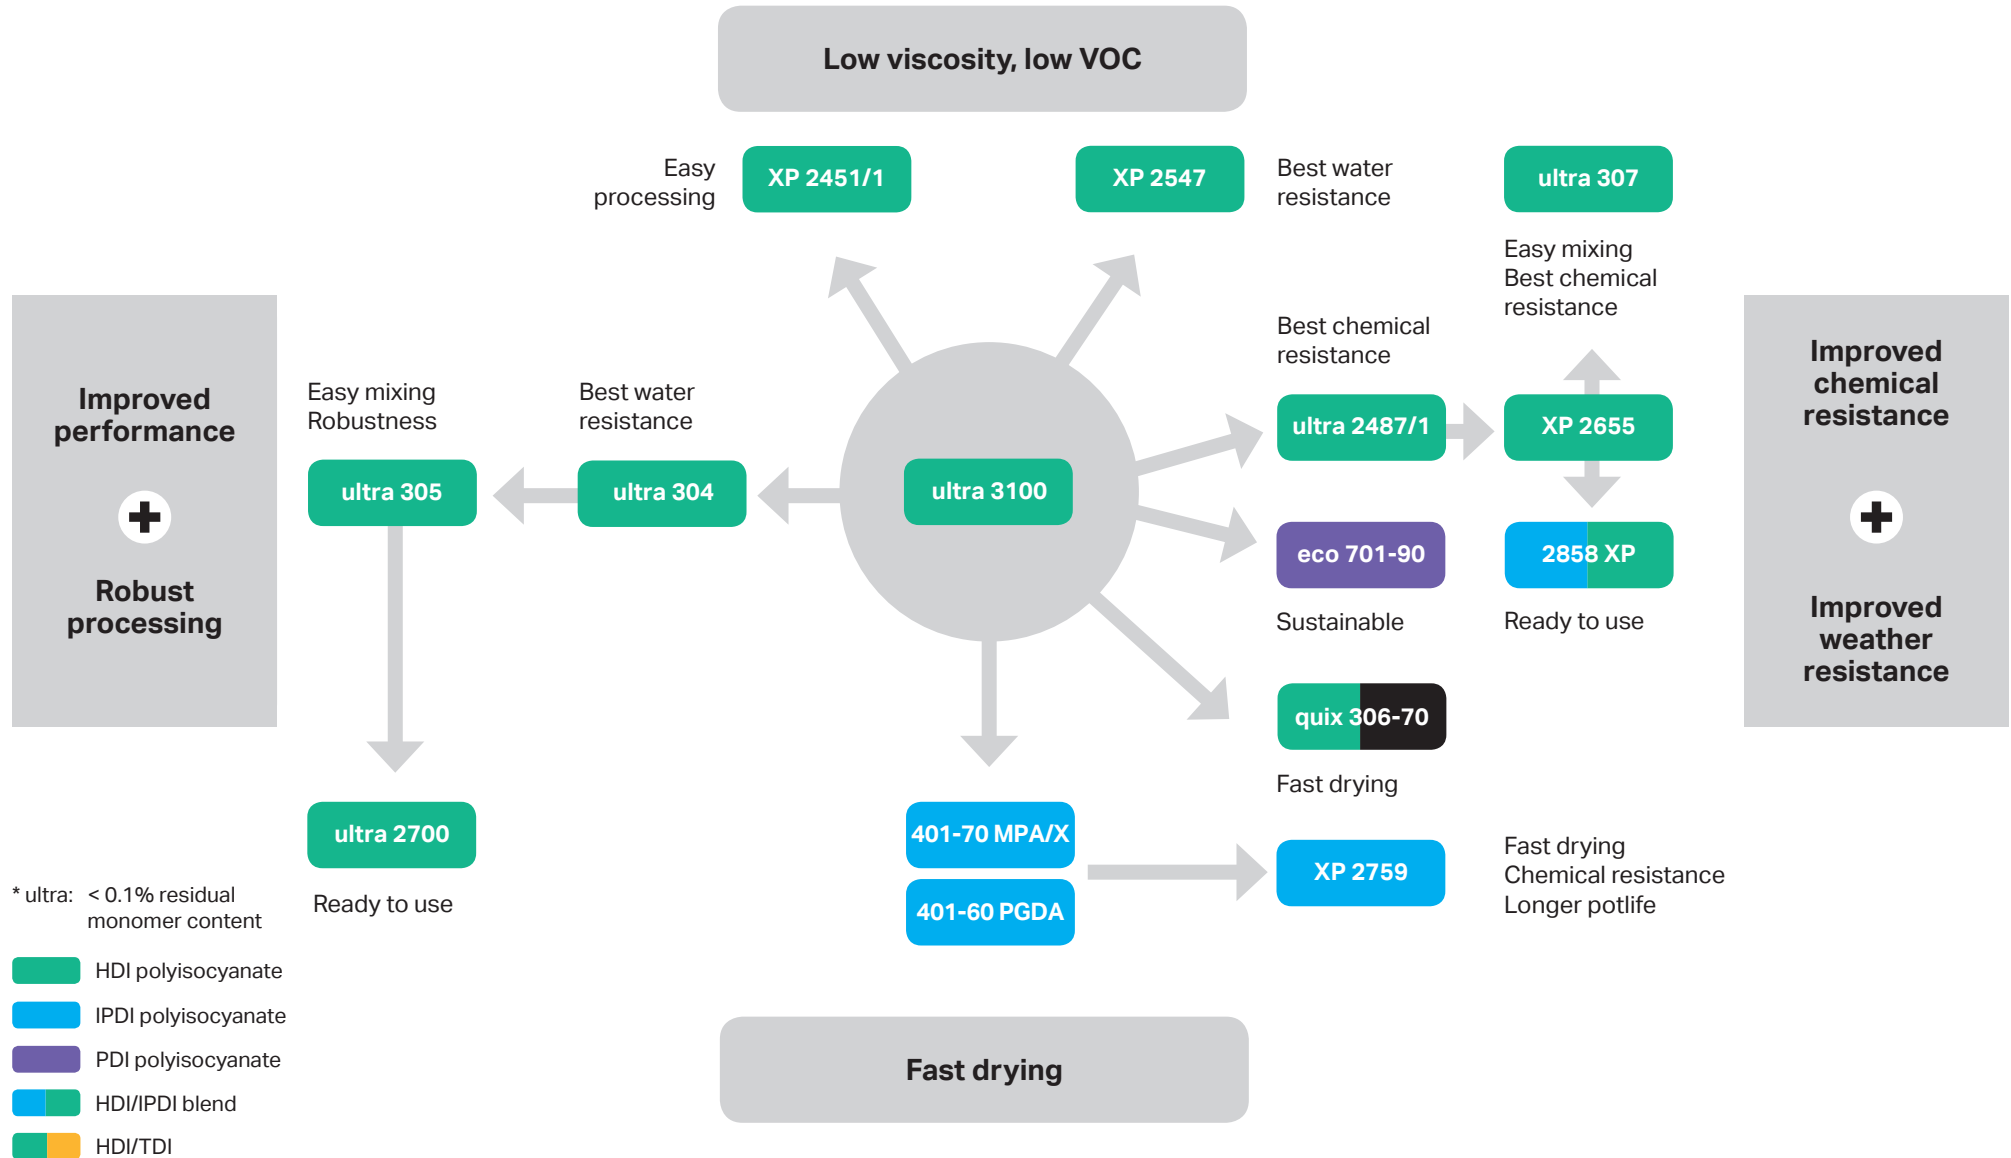 Low viscosity, low VOC
Easy
processing
XP 2451/1
XP 2547
Best water
resistance
ultra 307
Easy mixing
Best chemical
resistance
Improved
performance
Robust
processing
Easy mixing
Robustness
ultra 305
Best water
resistance
ultra 304
ultra 3100
Best chemical
resistance
ultra 2487/1
XP 2655
eco 701-90
Sustainable
2858 XP
Ready to use
Improved
chemical
resistance
Improved
weather
resistance
quix 306-70
Fast drying
ultra 2700
Ready to use
401-70 MPA/X
401-60 PGDA
XP 2759
Fast drying
Chemical resistance
Longer potlife
* ultra: < 0.1% residual
monomer content
HDI polyisocyanate
IPDI polyisocyanate
PDI polyisocyanate
HDI/IPDI blend
HDI/TDI
Fast drying